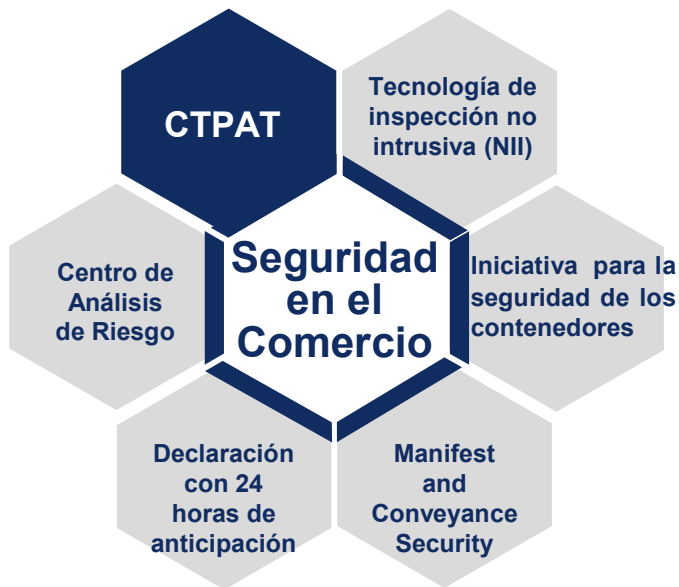 CTPAT
Tecnología de
inspección no
intrusiva (NII)
Seguridad
en el
Comercio
Iniciativa para la
seguridad de los
contenedores
Centro de
Análisis
de Riesgo
Declaración
con 24
horas de
anticipación
Manifest
and
Conveyance
Security